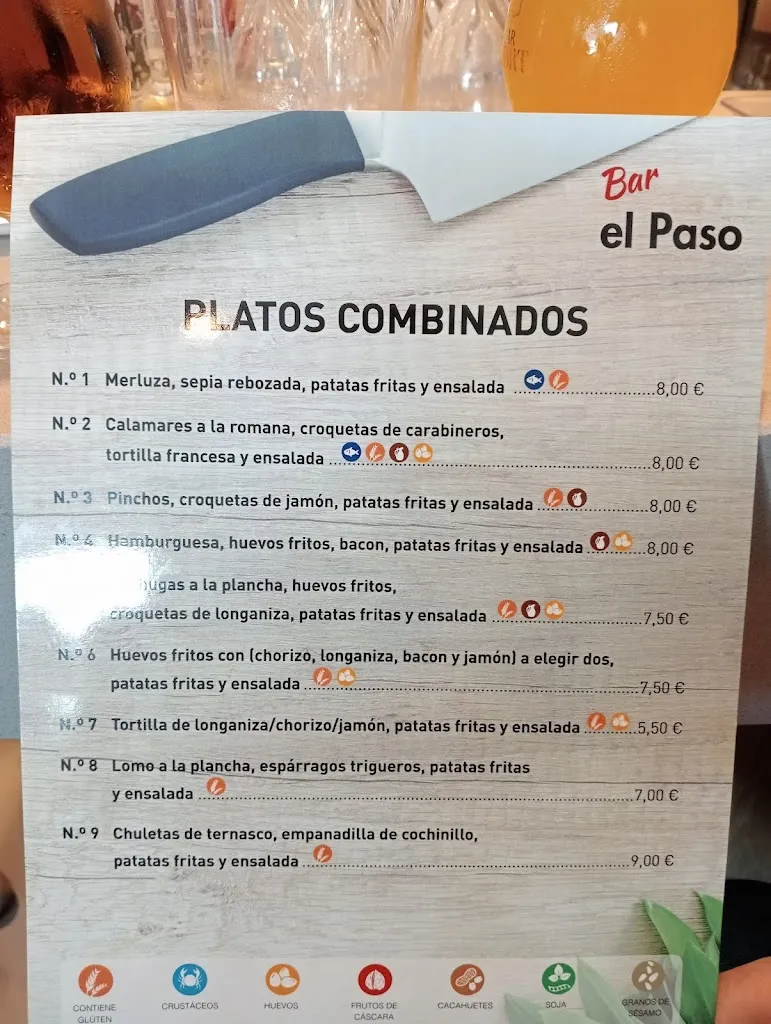 Bar
el Paso
PLATOS COMBINADOS
N.º 1 Merluza, sepia rebozada, patatas fritas y ensalada ........................8,00 €
N.º 2 Calamares a la romana, croquetas de carabineros,
tortilla francesa y ensalada ........................8,00 €
N.º 3 Pinchos, croquetas de jamón, patatas fritas y ensalada ........................8,00 €
N.º 4 Hamburguesa, huevos fritos, bacon, patatas fritas y ensalada ........................8,00 €
a la plancha, huevos fritos,
croquetas de longaniza, patatas fritas y ensalada ........................7,50 €
N.º 6 Huevos fritos con (chorizo, longaniza, bacon y jamón) a elegir dos,
patatas fritas y ensalada ........................7,50 €
N.º 7 Tortilla de longaniza/chorizo/jamón, patatas fritas y ensalada ........................5,50 €
N.º 8 Lomo a la plancha, espárragos trigueros, patatas fritas
y ensalada ........................7,00 €
N.º 9 Chuletas de ternasco, empanadilla de cochinillo,
patatas fritas y ensalada ........................9,00 €
CONTIENE GLUTEN
CRUSTÁCEOS
HUEVOS
FRUTOS DE CÁSCARA
CACAHUETES
SOJA
GRANOS DE SÉSAMO